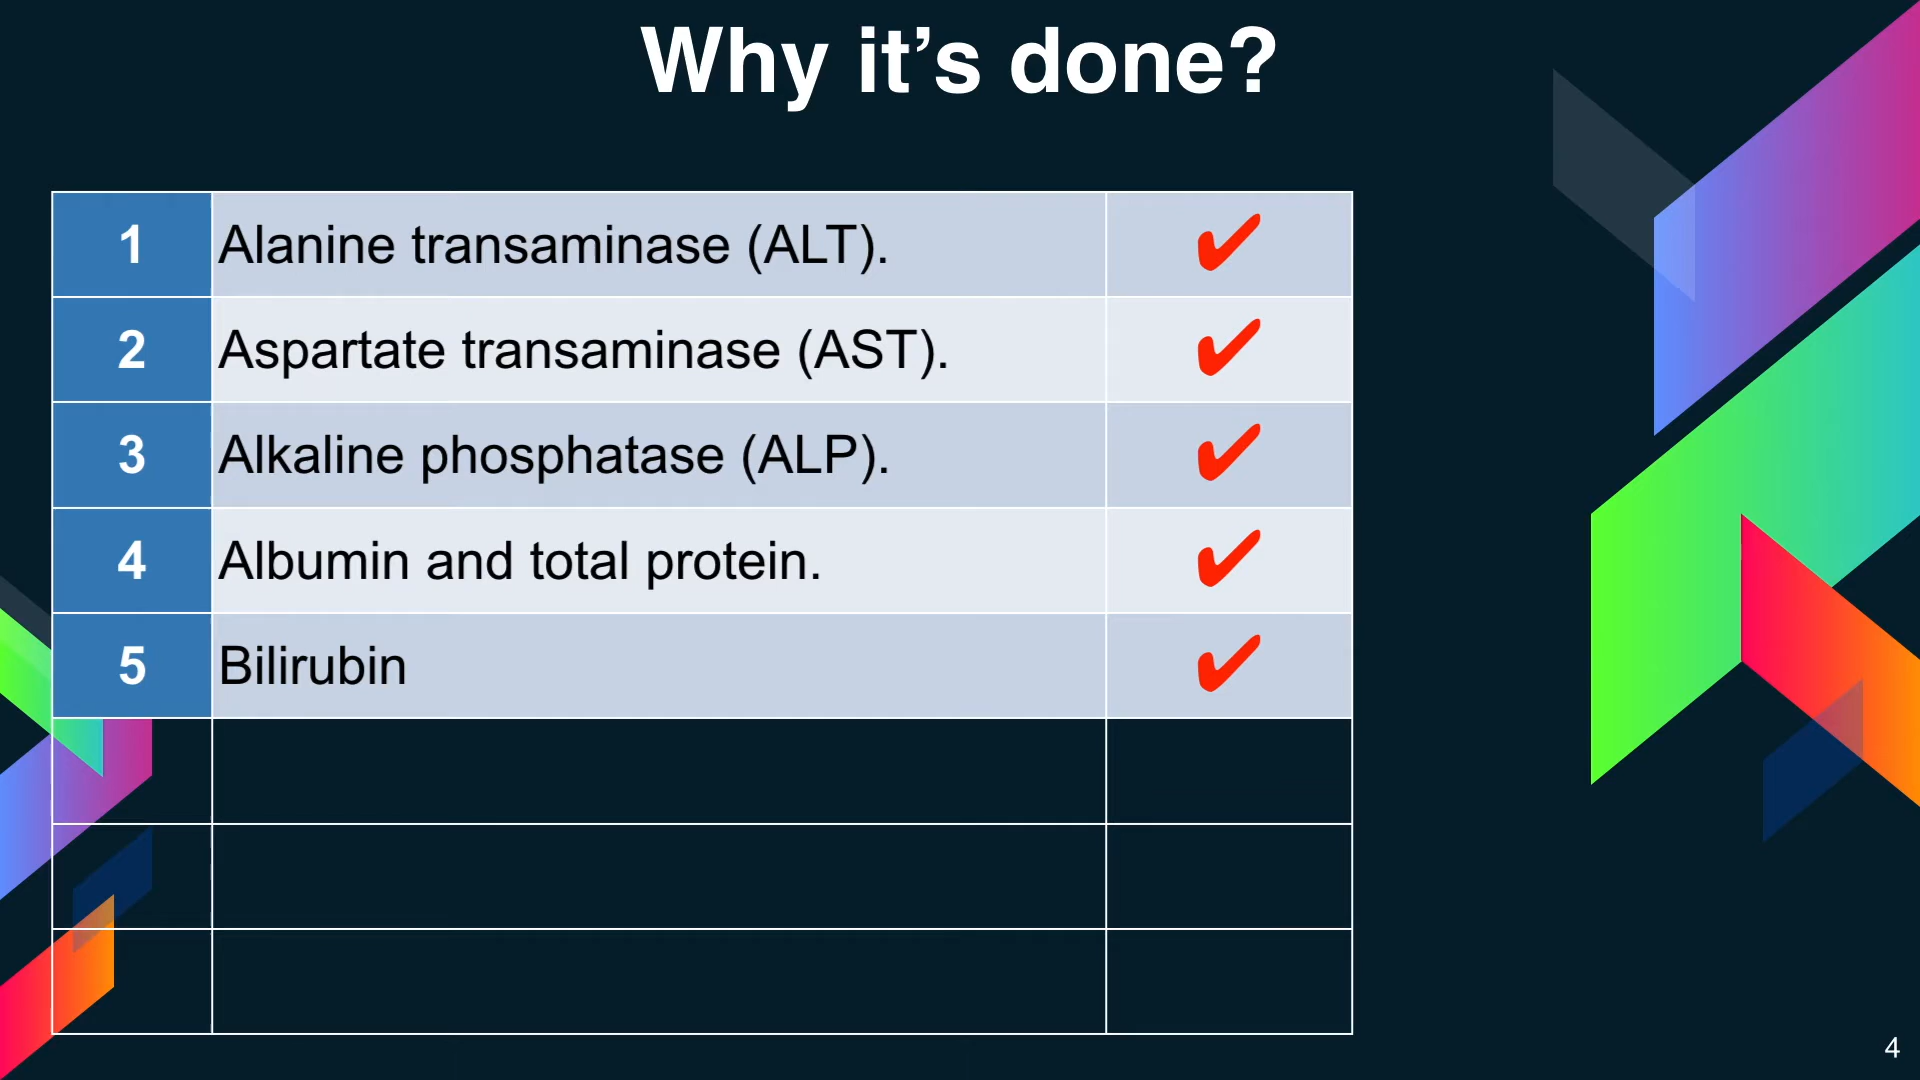 Why it’s done?
1 Alanine transaminase (ALT). ✔
2 Aspartate transaminase (AST). ✔
3 Alkaline phosphatase (ALP). ✔
4 Albumin and total protein. ✔
5 Bilirubin ✔
4